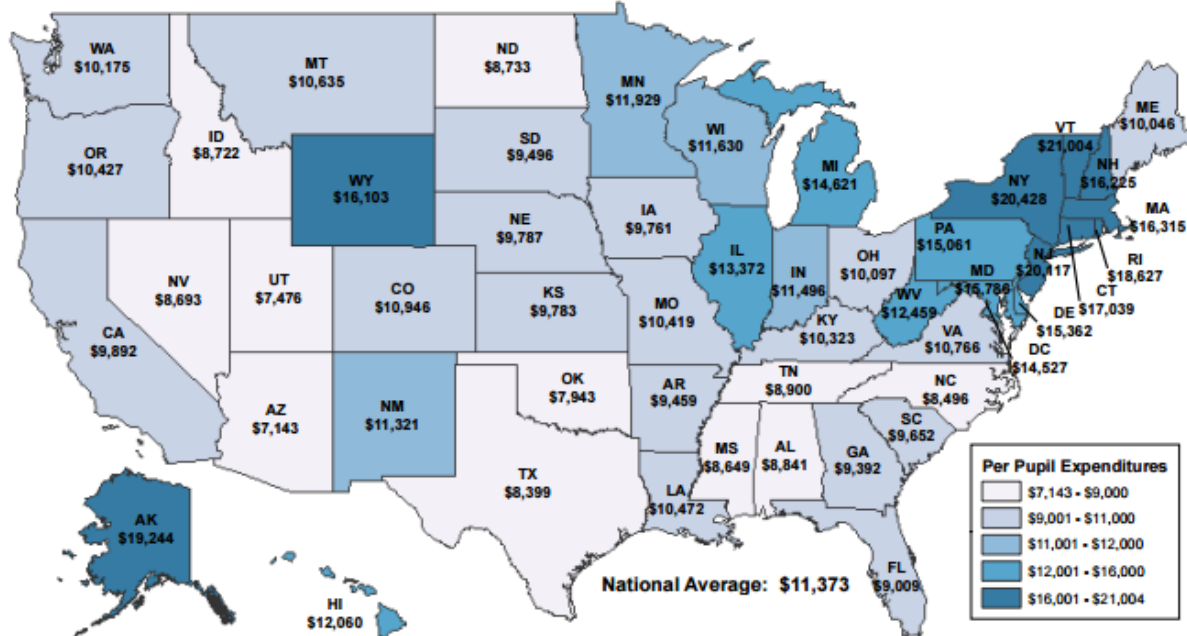 WA
$10,175
MT
$10,635
ND
$8,733
MN
$11,929
ME
$10,046
VT
$21,004
NH
$16,225
ID
$8,722
OR
$10,427
SD
$9,496
WI
$11,630
MI
$14,621
NY
$20,428
WY
$16,103
MA
$16,315
IA
$9,761
NE
$9,787
PA
$15,061
RI
$18,627
NJ
$20,117
IL
$13,372
IN
$11,496
OH
$10,097
MD
$15,786
CT
$17,039
DE
$15,362
NV
$8,693
UT
$7,476
CO
$10,946
KS
$9,783
MO
$10,419
WV
$12,459
KY
$10,323
VA
$10,766
DC
$14,527
CA
$9,892
TN
$8,900
NC
$8,496
OK
$7,943
AR
$9,459
AZ
$7,143
NM
$11,321
SC
$9,652
MS
$8,649
AL
$8,841
GA
$9,392
TX
$8,399
LA
$10,472
AK
$19,244
FL
$9,009
HI
$12,060
National Average: $11,373
Per Pupil Expenditures
$7,143 - $9,000
$9,001 - $11,000
$11,001 - $12,000
$12,001 - $16,000
$16,001 - $21,004